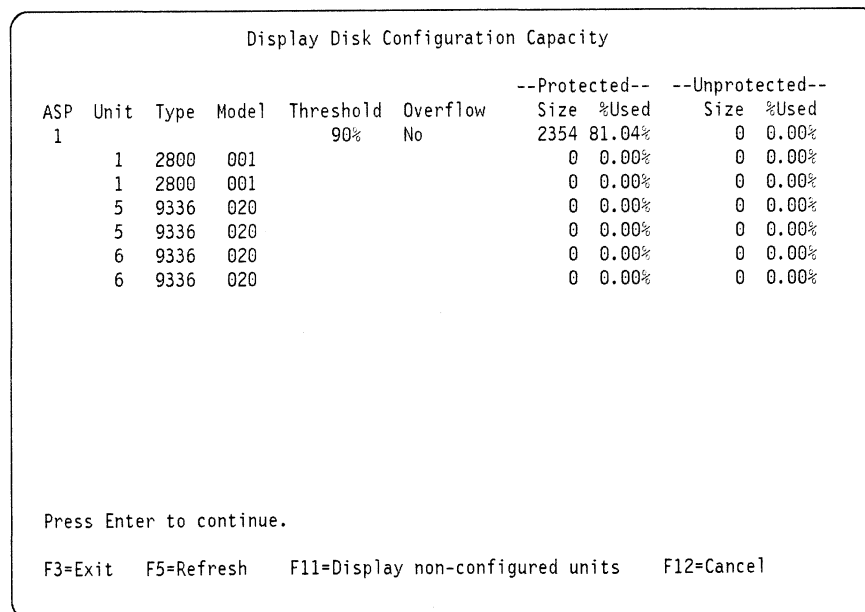 Display Disk Configuration Capacity
--Protected-- --Unprotected--
ASP Unit Type Model Threshold Overflow Size %Used Size %Used
1 90% No 2354 81.04% 0 0.00%
1 2800 001 0 0.00% 0 0.00%
1 2800 001 0 0.00% 0 0.00%
5 9336 020 0 0.00% 0 0.00%
5 9336 020 0 0.00% 0 0.00%
6 9336 020 0 0.00% 0 0.00%
6 9336 020 0 0.00% 0 0.00%
Press Enter to continue.
F3=Exit F5=Refresh F11=Display non-configured units F12=Cancel